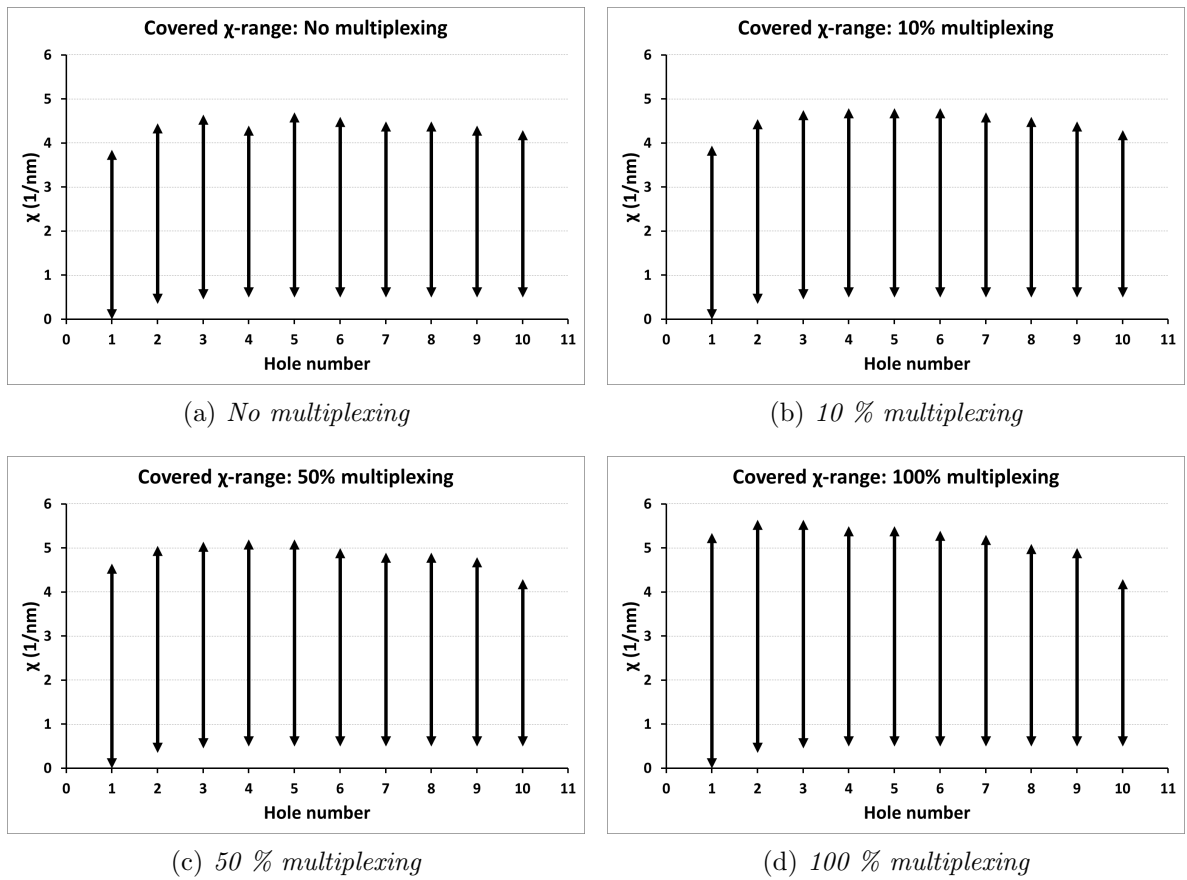 Covered χ-range: No multiplexing
6
5
4
3
2
1
0
χ (1/nm)
0 1 2 3 4 5 6 7 8 9 10 11
Hole number
(a) No multiplexing
Covered χ-range: 10% multiplexing
6
5
4
3
2
1
0
χ (1/nm)
0 1 2 3 4 5 6 7 8 9 10 11
Hole number
(b) 10 % multiplexing
Covered χ-range: 50% multiplexing
6
5
4
3
2
1
0
χ (1/nm)
0 1 2 3 4 5 6 7 8 9 10 11
Hole number
(c) 50 % multiplexing
Covered χ-range: 100% multiplexing
6
5
4
3
2
1
0
χ (1/nm)
0 1 2 3 4 5 6 7 8 9 10 11
Hole number
(d) 100 % multiplexing